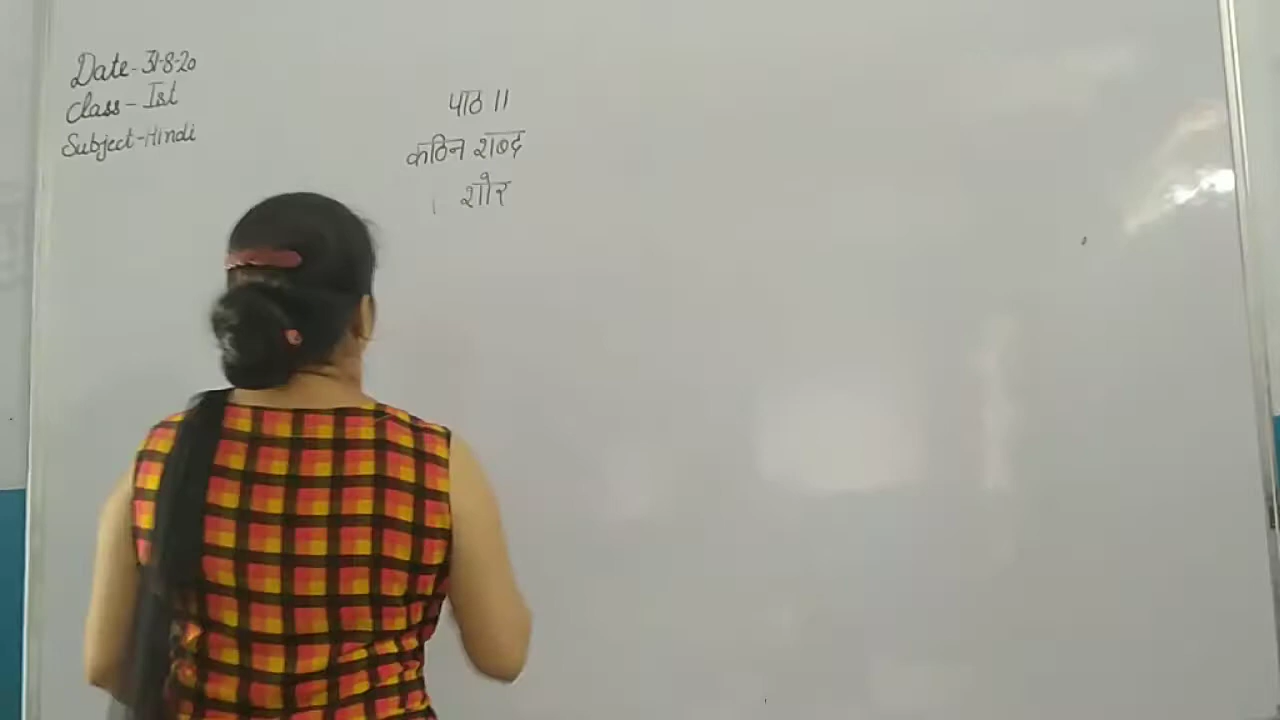 Date-31-8-20
Class-Ist
Subject-Hindi
पाठ 11
कठिन शब्द
शोर